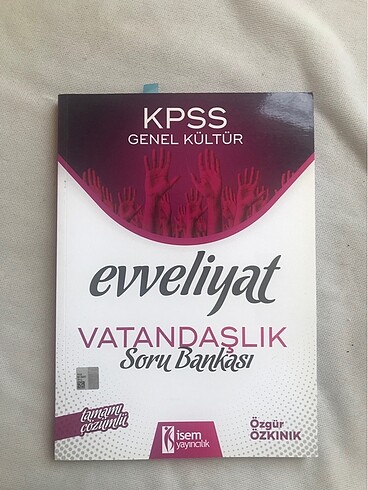 KPSS
GENEL KÜLTÜR
evveliyat
VATANDAŞLIK
Soru Bankası
tamamı
çözümlü
isem
yayıncılık
Özgür
ÖZKINIK